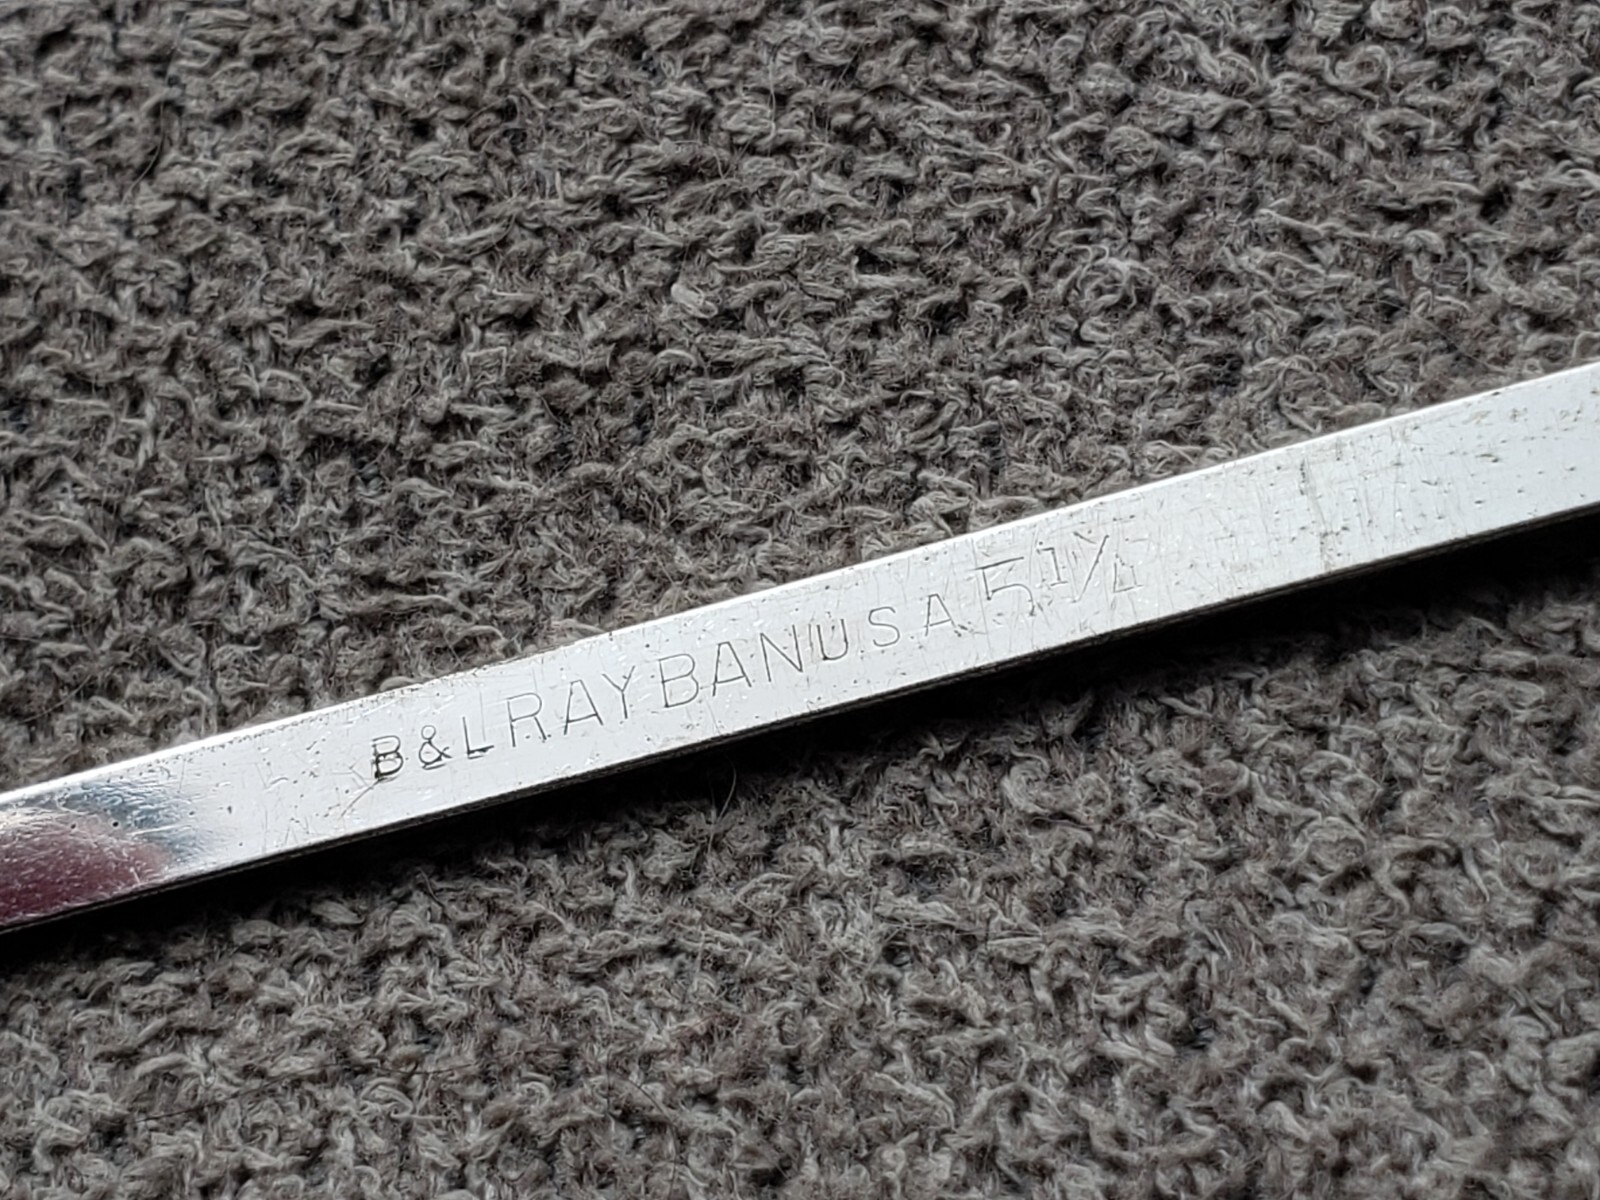 B&L RAY BAN U.S.A. 5 1/4